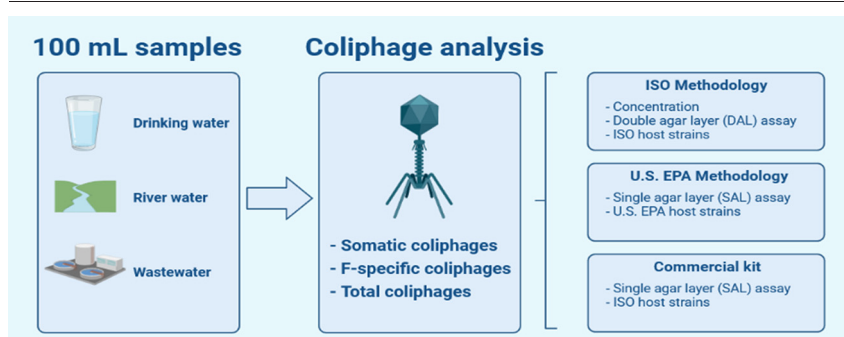 100 mL samples
Drinking water
River water
Wastewater
Coliphage analysis
- Somatic coliphages
- F-specific coliphages
- Total coliphages
ISO Methodology
- Concentration
- Double agar layer (DAL) assay
- ISO host strains
U.S. EPA Methodology
- Single agar layer (SAL) assay
- U.S. EPA host strains
Commercial kit
- Single agar layer (SAL) assay
- ISO host strains